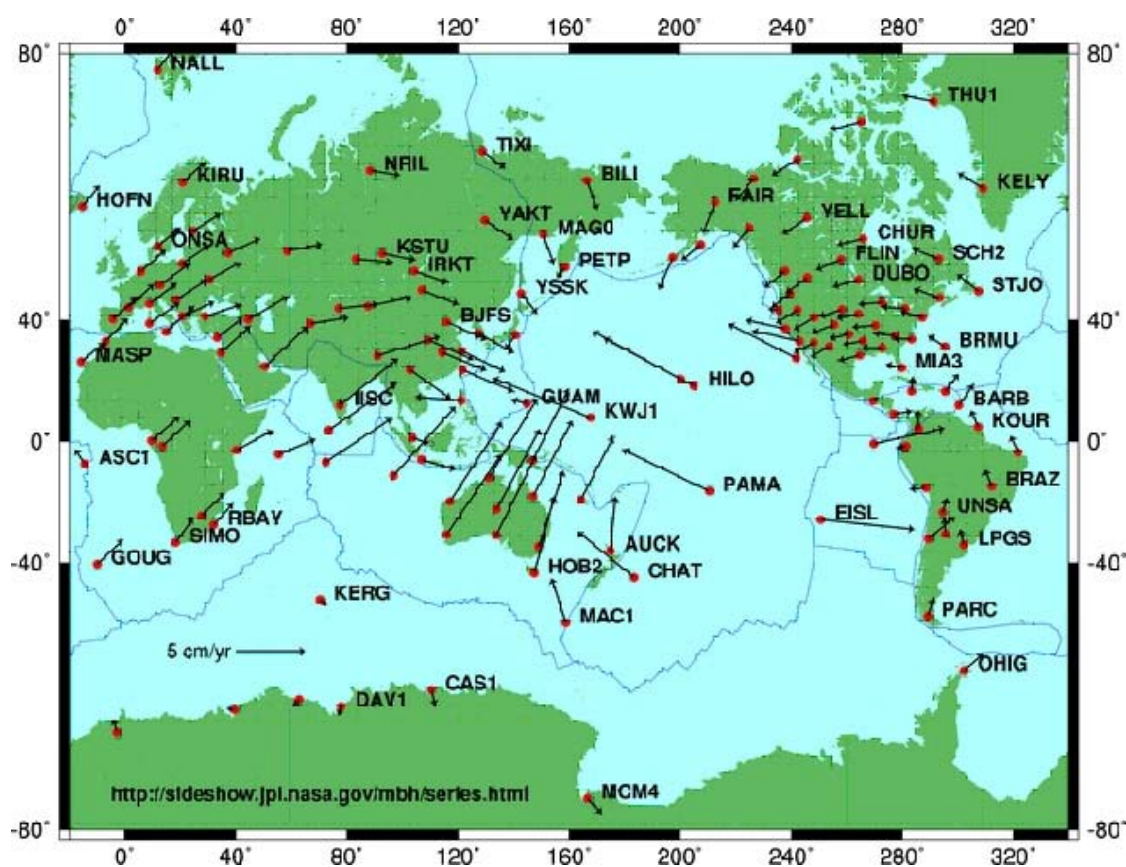 0° 40° 80° 120° 160° 200° 240° 280° 320°
80° 80°
NALL
THU1
TIXI
NRIL
BILI
KIRU
KELY
HOFN
FAIR
YAKT
YELL
MAG0
CHUR
ONSA
KSTU
FLIN
SCH2
PETP
IRKT
DUBO
YSSK
STJO
40° 40°
BJFS
BRMU
MASP
MIA3
HILO
IISC
GUAM
BARB
KWJ1
KOUR
0° 0°
ASC1
BRAZ
PAMA
UNSA
EISL
RBAY
SIMO
LPGS
AUCK
GOUG
HOB2
CHAT
-40° -40°
KERG
MAC1
PARC
5 cm/yr
OHIG
CAS1
DAV1
http://sideshow.jpl.nasa.gov/mbh/series.html
MCM4
-80° -80°
0° 40° 80° 120° 160° 200° 240° 280° 320°